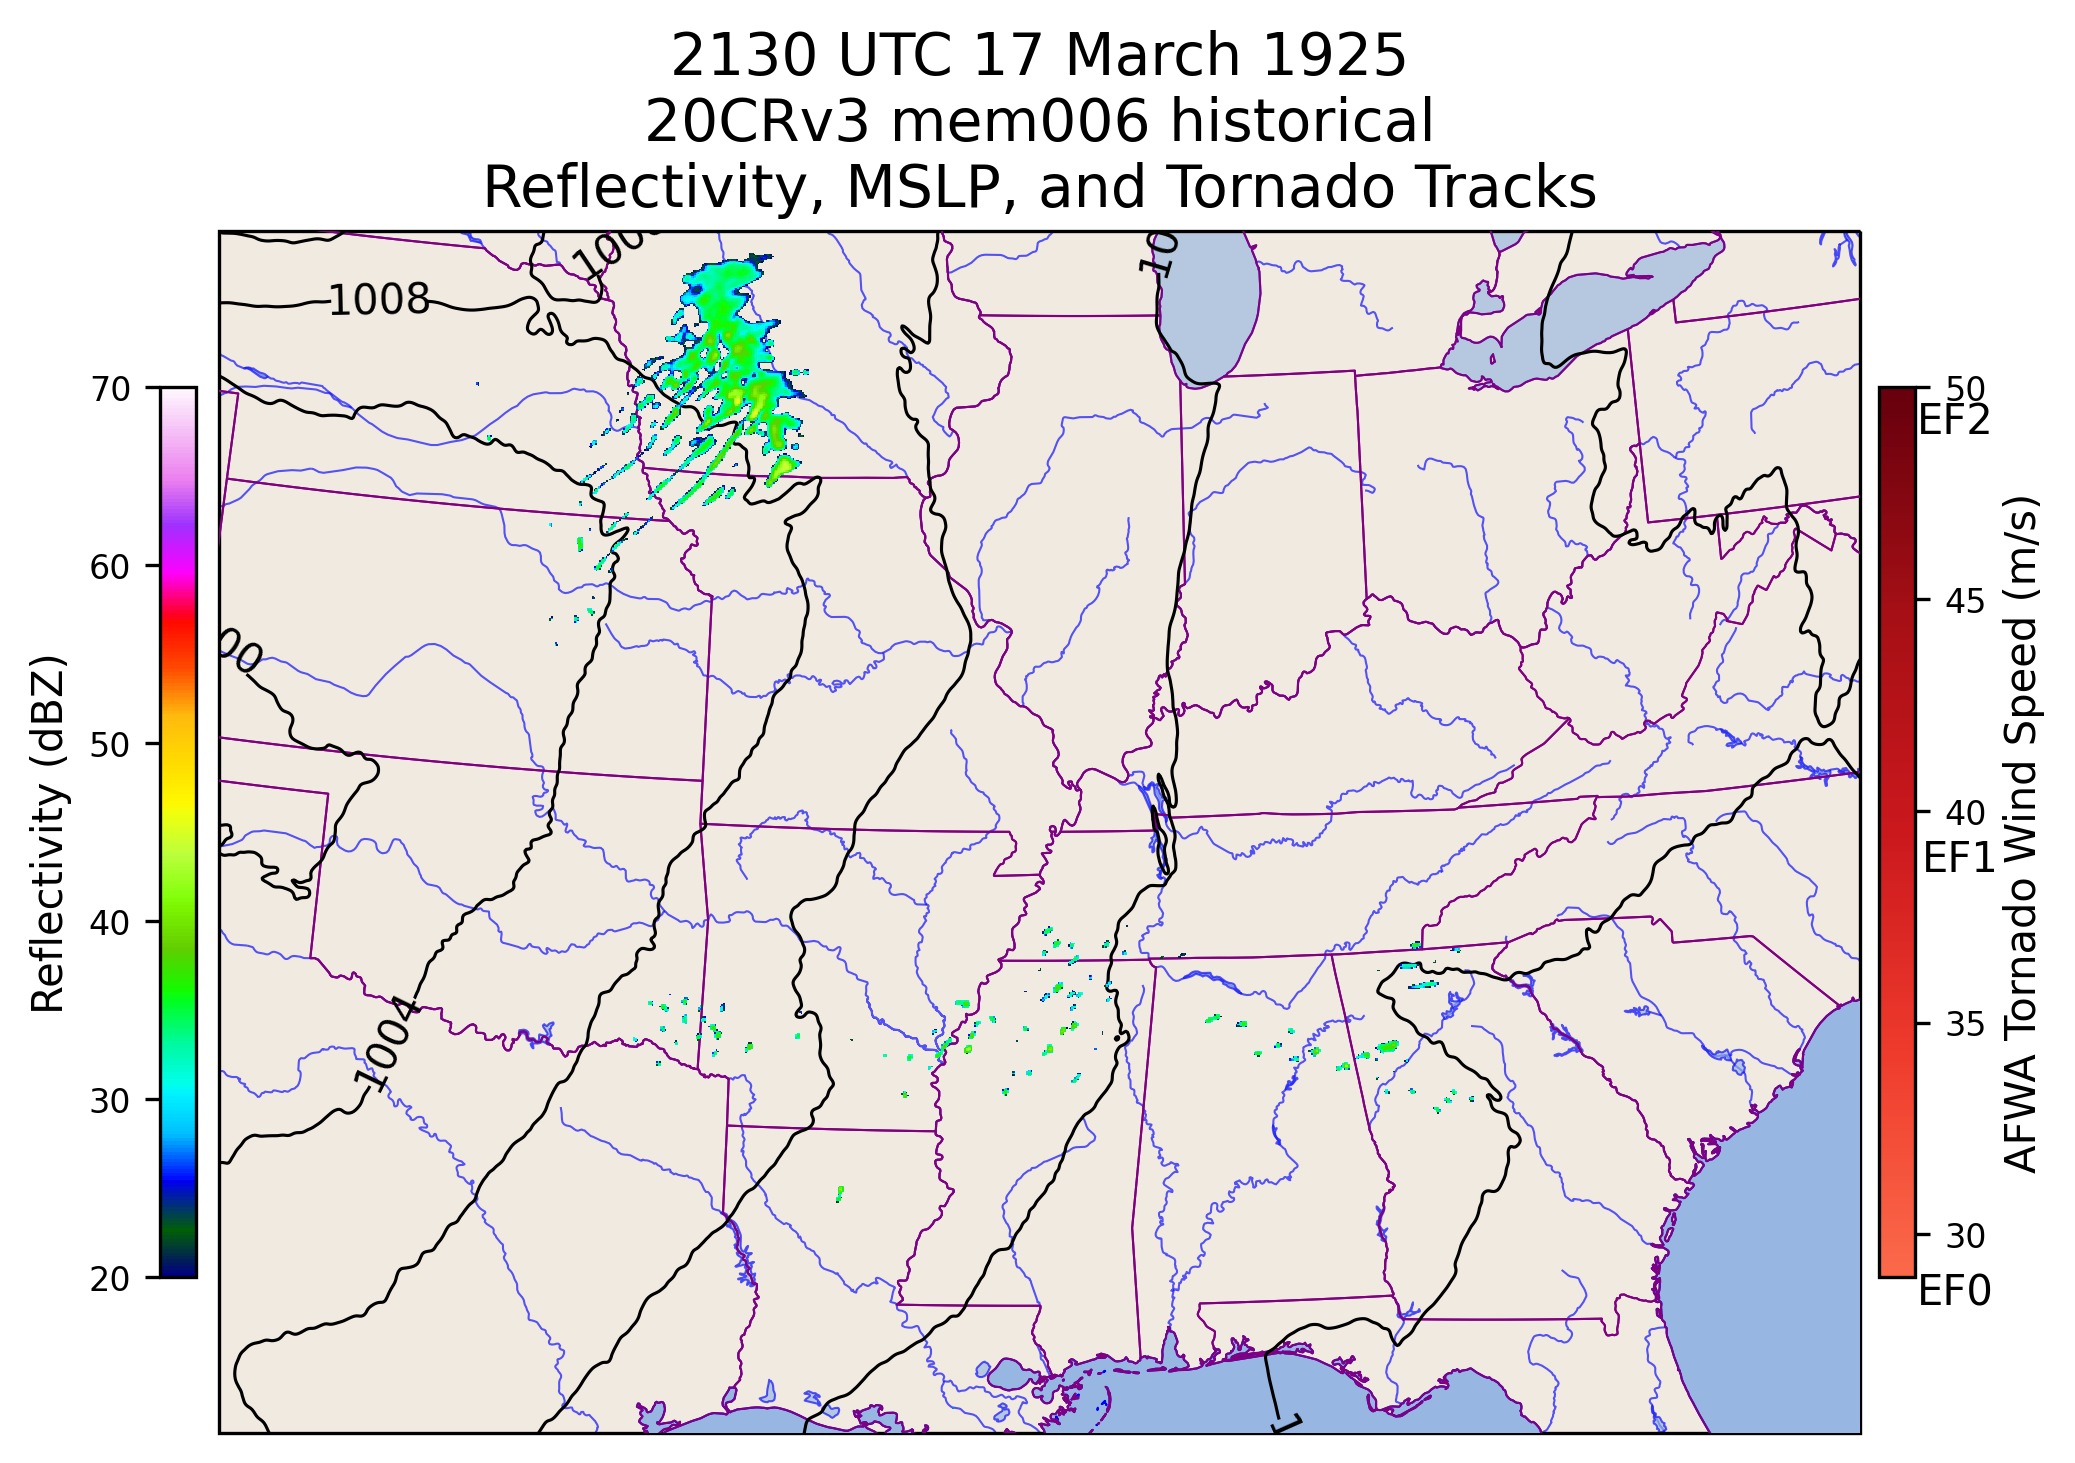 2130 UTC 17 March 1925
20CRv3 mem006 historical
Reflectivity, MSLP, and Tornado Tracks
1008
1004
00
10
1
Reflectivity (dBZ)
70
60
50
40
30
20
50
EF2
45
40
EF1
35
30
EF0
AFWA Tornado Wind Speed (m/s)